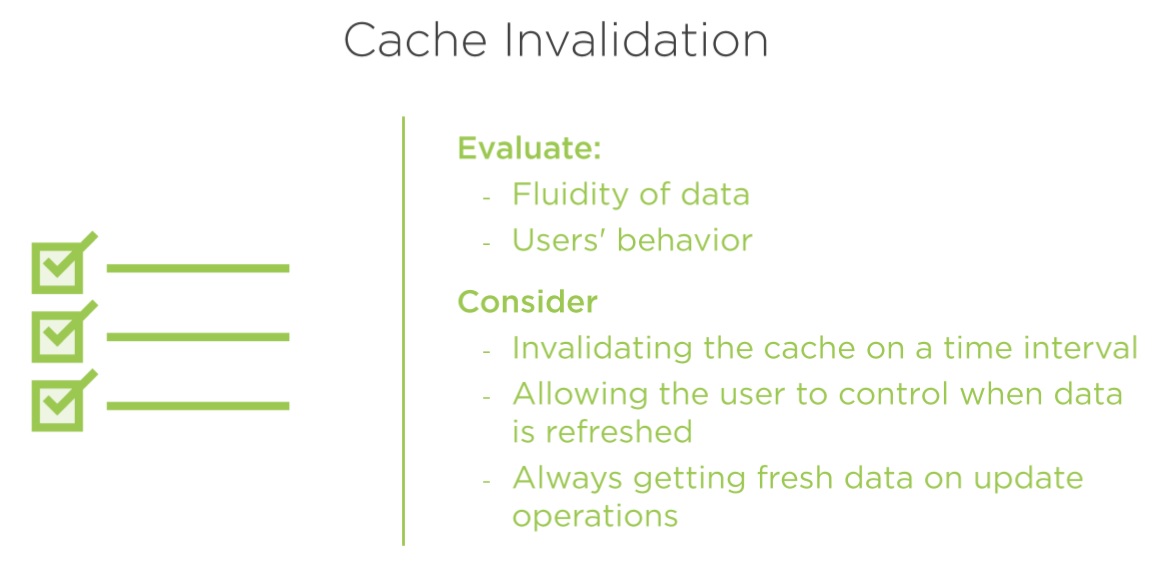 Cache Invalidation
Evaluate:
- Fluidity of data
- Users' behavior
Consider
- Invalidating the cache on a time interval
- Allowing the user to control when data
is refreshed
- Always getting fresh data on update
operations